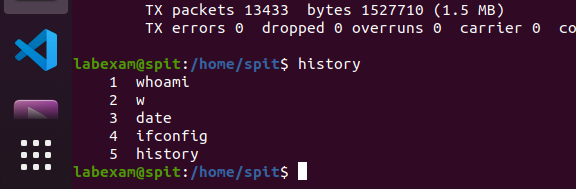 TX packets 13433  bytes 1527710 (1.5 MB)
TX errors 0  dropped 0 overruns 0  carrier 0  co
labexam@spit:/home/spit$ history
1  whoami
2  w
3  date
4  ifconfig
5  history
labexam@spit:/home/spit$